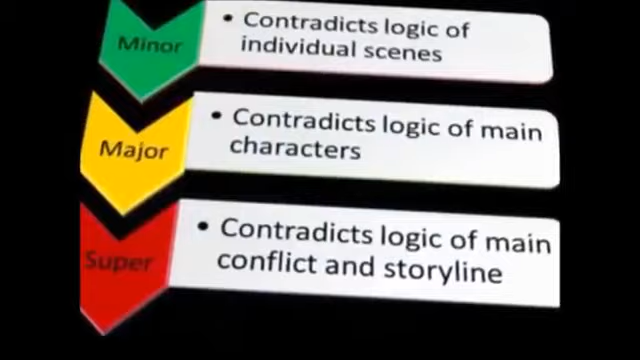 Minor
• Contradicts logic of
individual scenes
Major
• Contradicts logic of main
characters
Super
• Contradicts logic of main
conflict and storyline